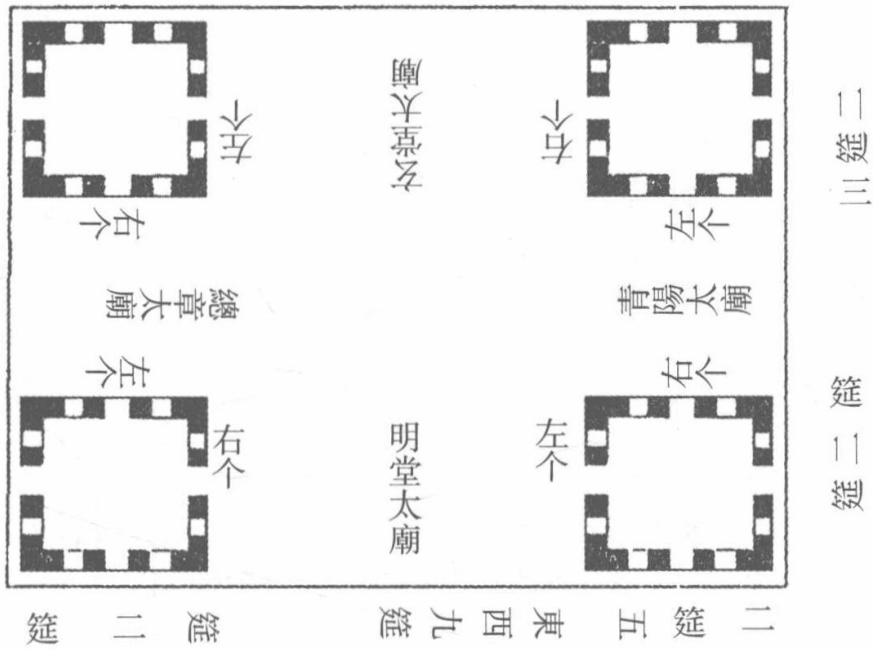 玄堂太廟
左个
右个
右个
左个
總章太廟
青陽太廟
左个
右个
右个
左个
明堂太廟
二筵三
筵二筵
二筵五東西九筵
筵二筵